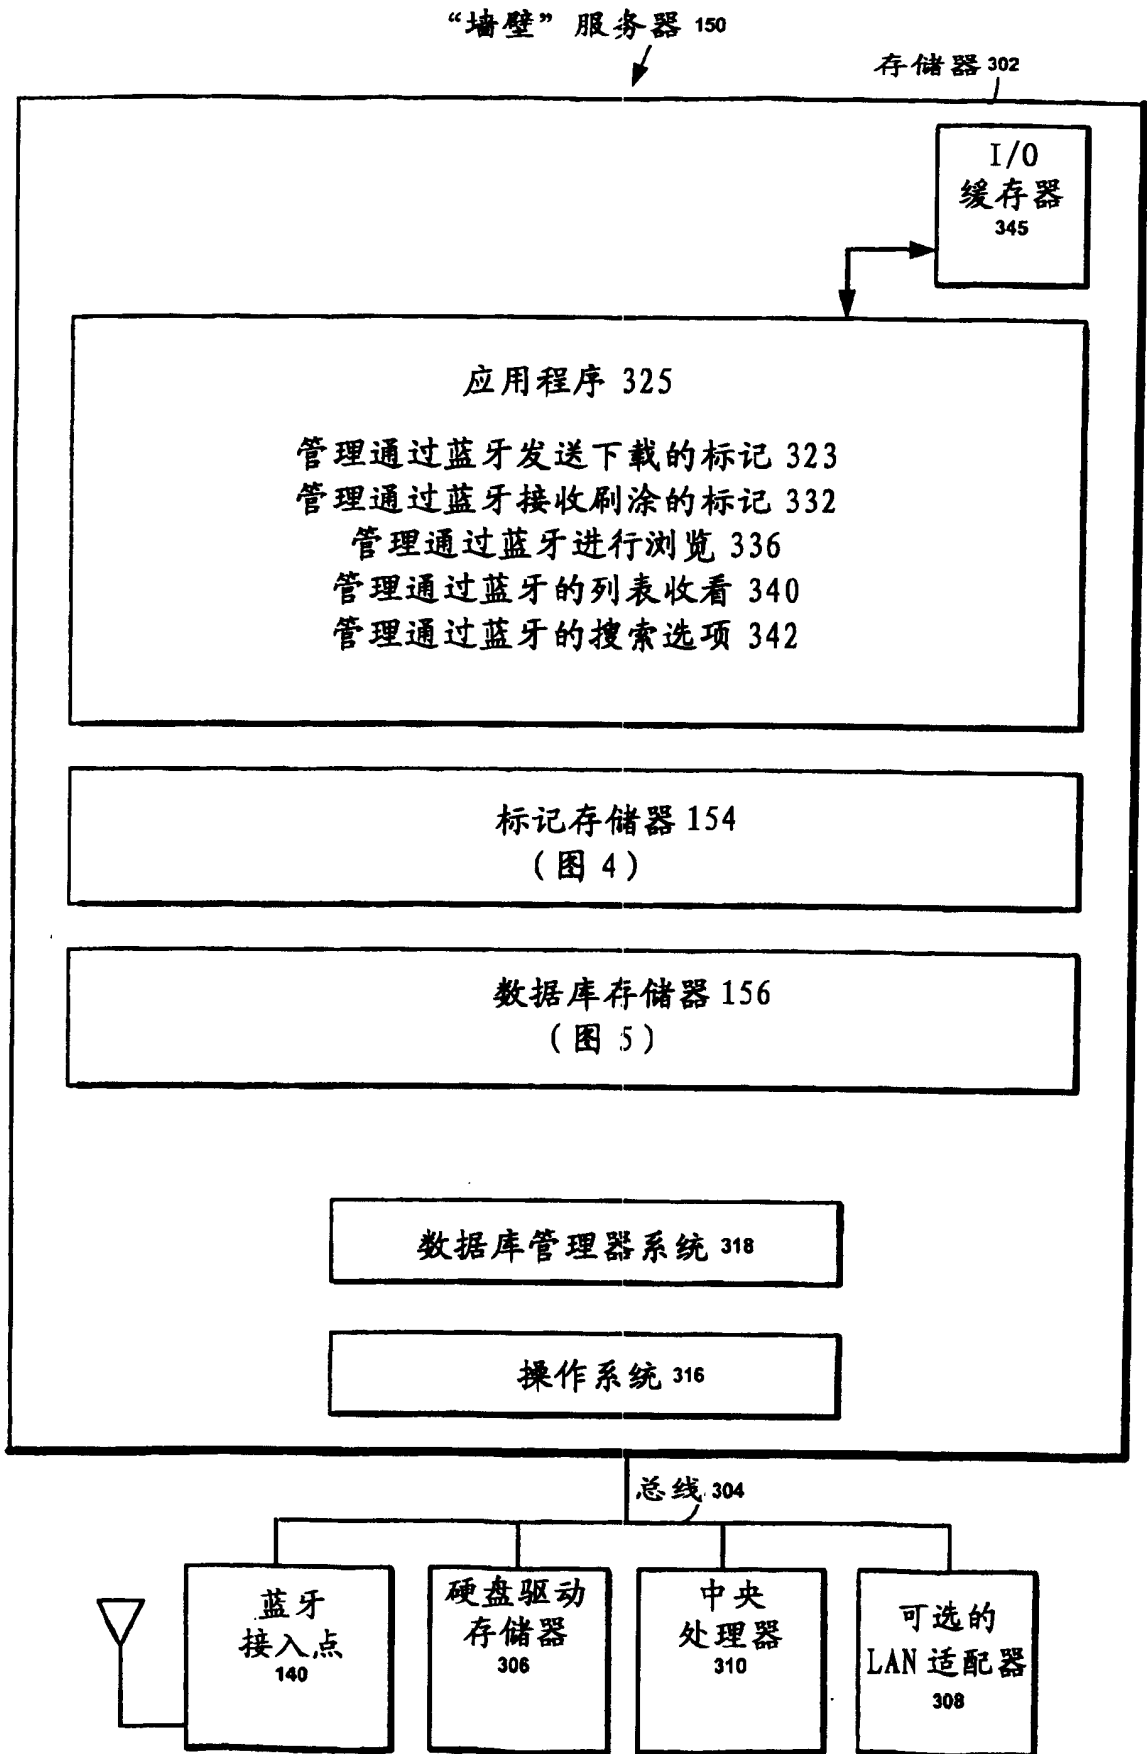 “墙壁”服务器 150
存储器 302
I/O
缓存器
345
应用程序 325
管理通过蓝牙发送下载的标记 323
管理通过蓝牙接收刷涂的标记 332
管理通过蓝牙进行浏览 336
管理通过蓝牙的列表收看 340
管理通过蓝牙的搜索选项 342
标记存储器 154
(图 4)
数据库存储器 156
(图 5)
数据库管理器系统 318
操作系统 316
总线 304
蓝牙
接入点
140
硬盘驱动
存储器
306
中央
处理器
310
可选的
LAN 适配器
308